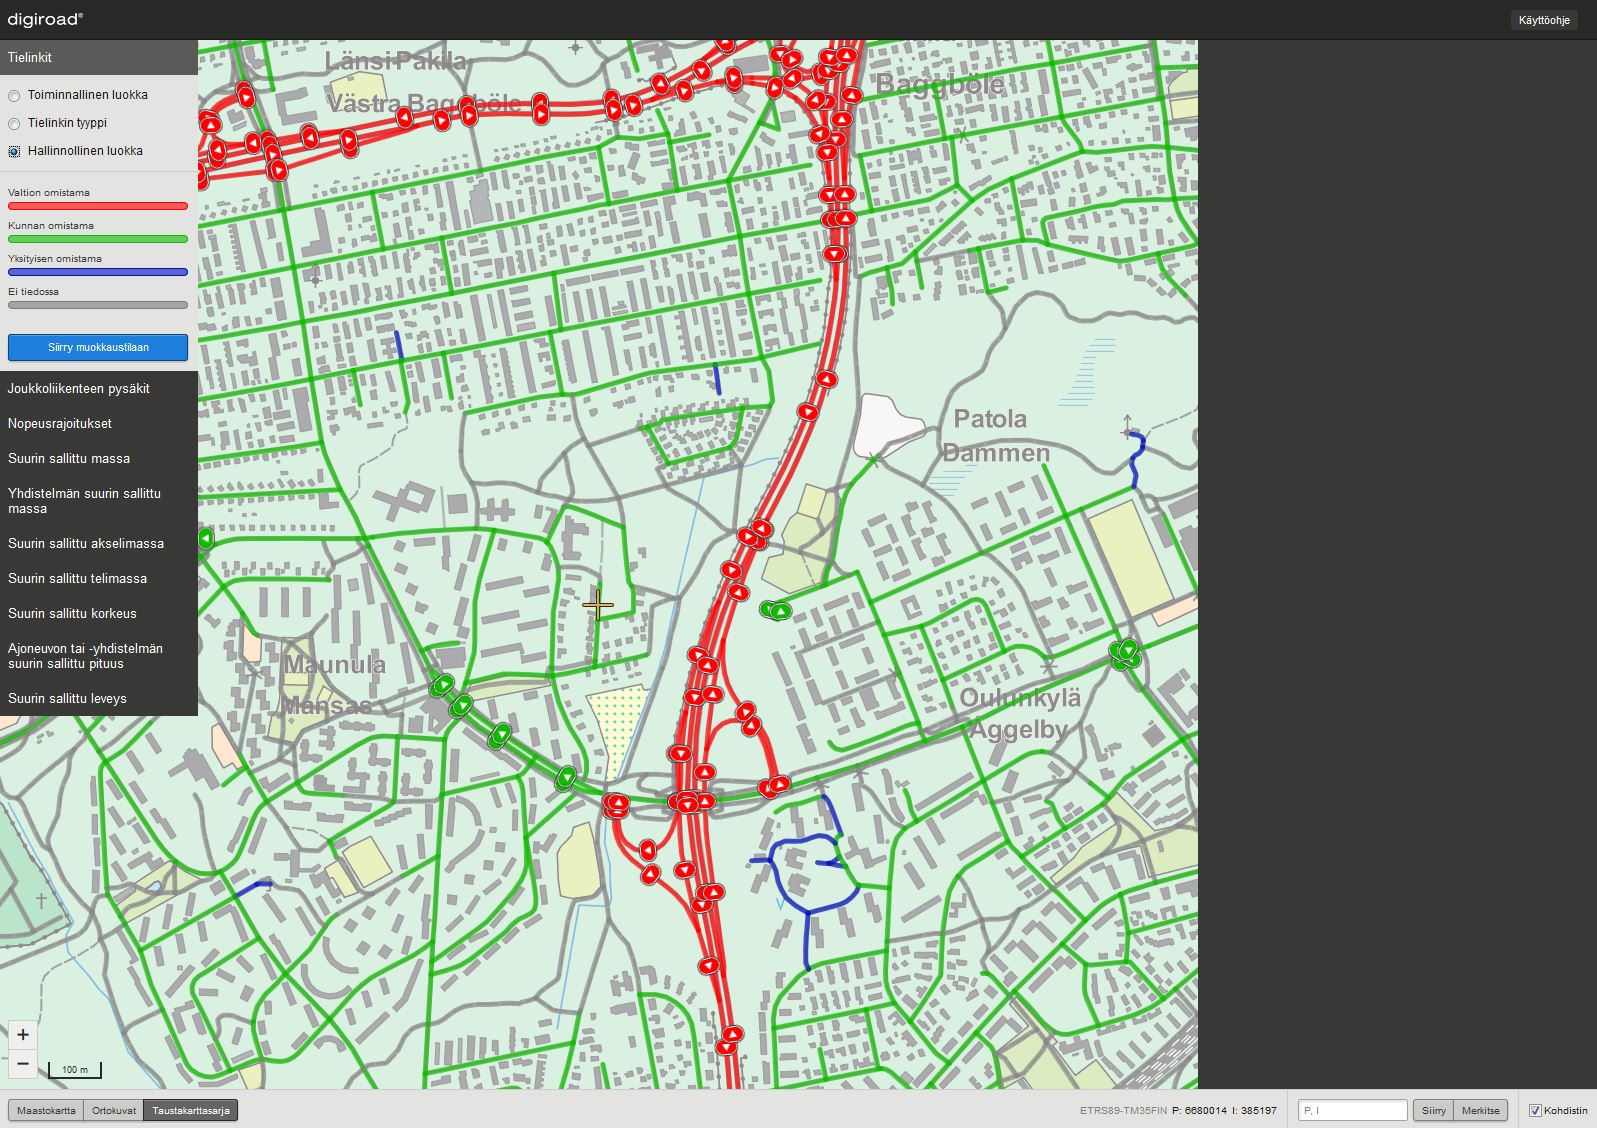 digiroad®
Käyttöohje
Tielinkit
Toiminnallinen luokka
Tielinkin tyyppi
Hallinnollinen luokka
Valtion omistama
Kunnan omistama
Yksityisen omistama
Ei tiedossa
Siirry muokkaustilaan
Joukkoliikenteen pysäkit
Nopeusrajoitukset
Suurin sallittu massa
Yhdistelmän suurin sallittu
massa
Suurin sallittu akselimassa
Suurin sallittu telimassa
Suurin sallittu korkeus
Ajoneuvon tai -yhdistelmän
suurin sallittu pituus
Suurin sallittu leveys
Länsi-Pakila
Västra Baggböle
Baggböle
Patola
Dammen
Maunula
Månsas
Oulunkylä
Åggelby
+
−
100 m
Maastokartta
Ortokuvat
Taustakarttasarja
ETRS89-TM35FIN P: 6680014 I: 385197
P, I
Siirry
Merkitse
Kohdistin